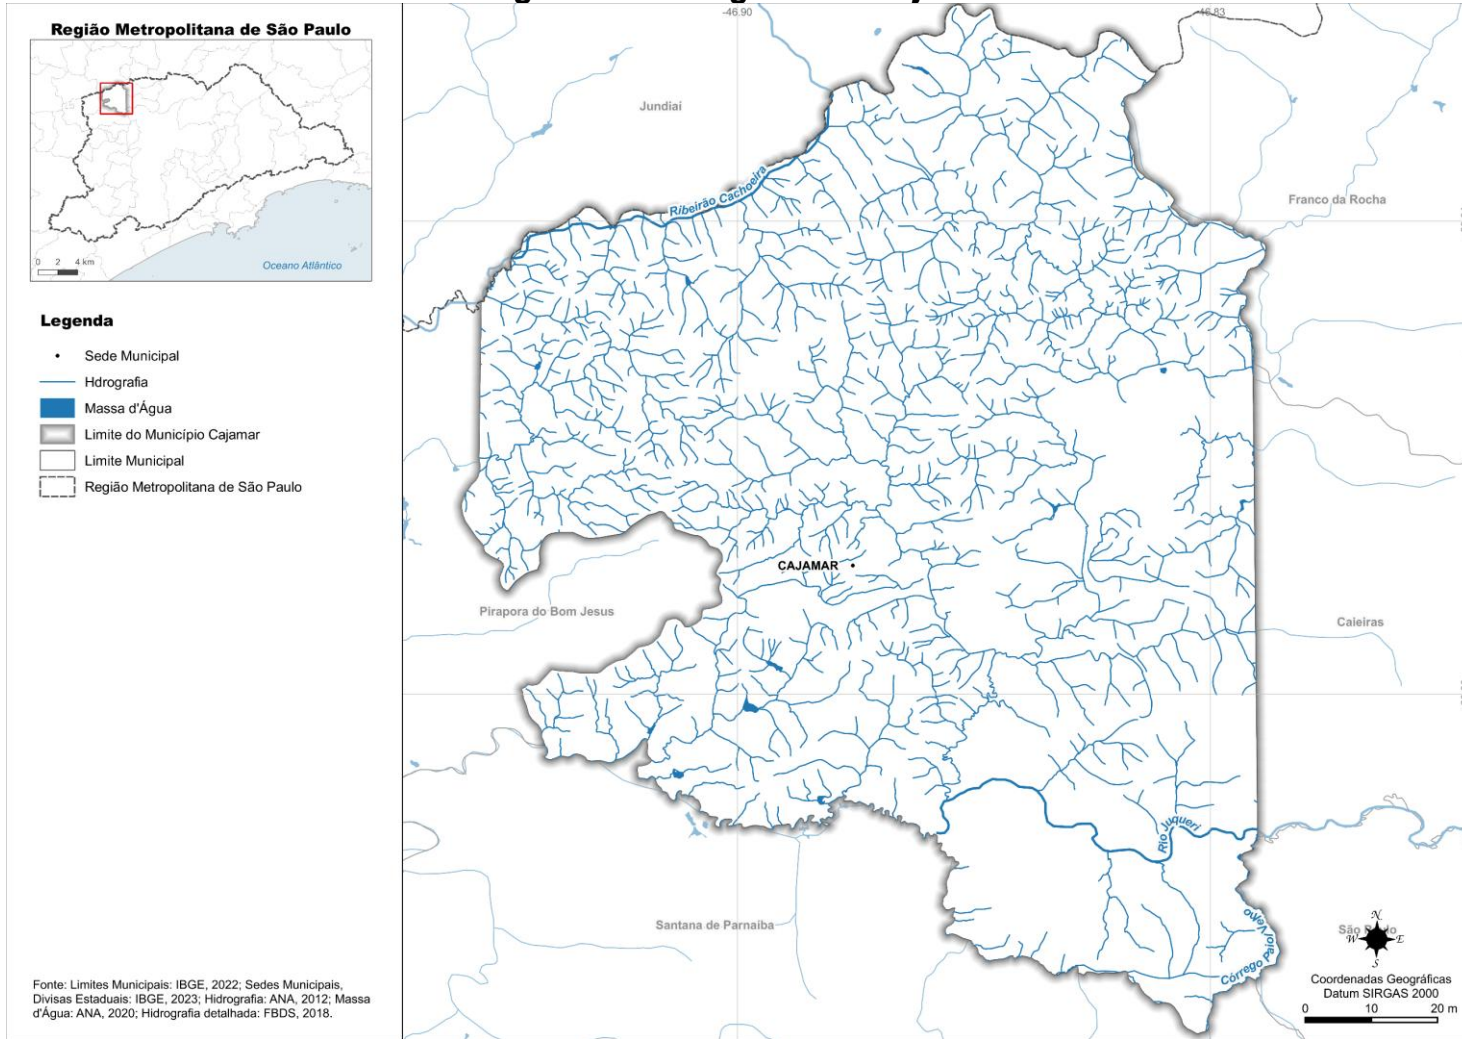 Região Metropolitana de São Paulo
0 2 4 km
Oceano Atlântico
Legenda
Sede Municipal
Hdrografia
Massa d'Água
Limite do Município Cajamar
Limite Municipal
Região Metropolitana de São Paulo
Fonte: Limites Municipais: IBGE, 2022; Sedes Municipais,
Divisas Estaduais: IBGE, 2023; Hidrografia: ANA, 2012; Massa
d'Água: ANA, 2020; Hidrografia detalhada: FBDS, 2018.
-46.90
-46.83
Jundiaí
Ribeirão Cachoeira
Franco da Rocha
CAJAMAR
Pirapora do Bom Jesus
Caieiras
Rio Juqueri
Santana de Parnaíba
Córrego Paiol Velho
São Paulo
N
W E
S
Coordenadas Geográficas
Datum SIRGAS 2000
0 10 20 m